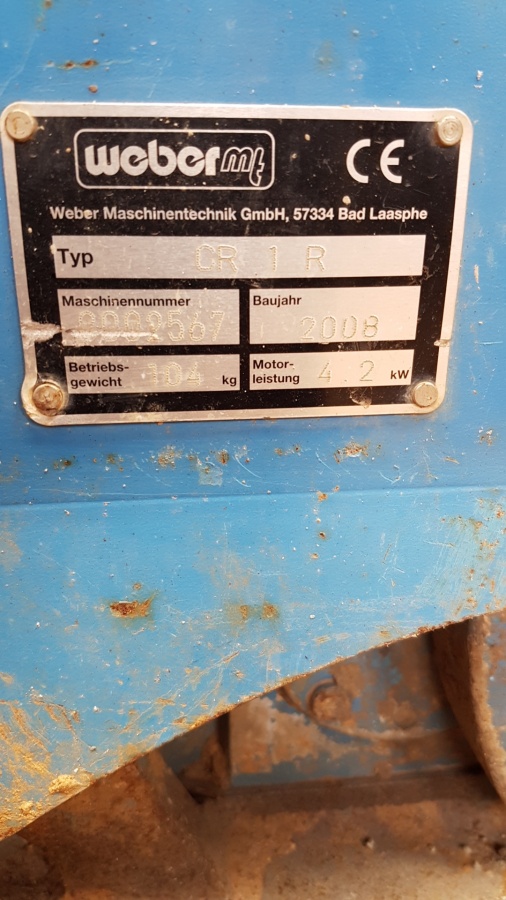 weber mt CE
Weber Maschinentechnik GmbH, 57334 Bad Laasphe
Typ CR 1 R
Maschinennummer Baujahr
2008
Betriebs- Motor-
gewicht 104 kg leistung 4.2 kW